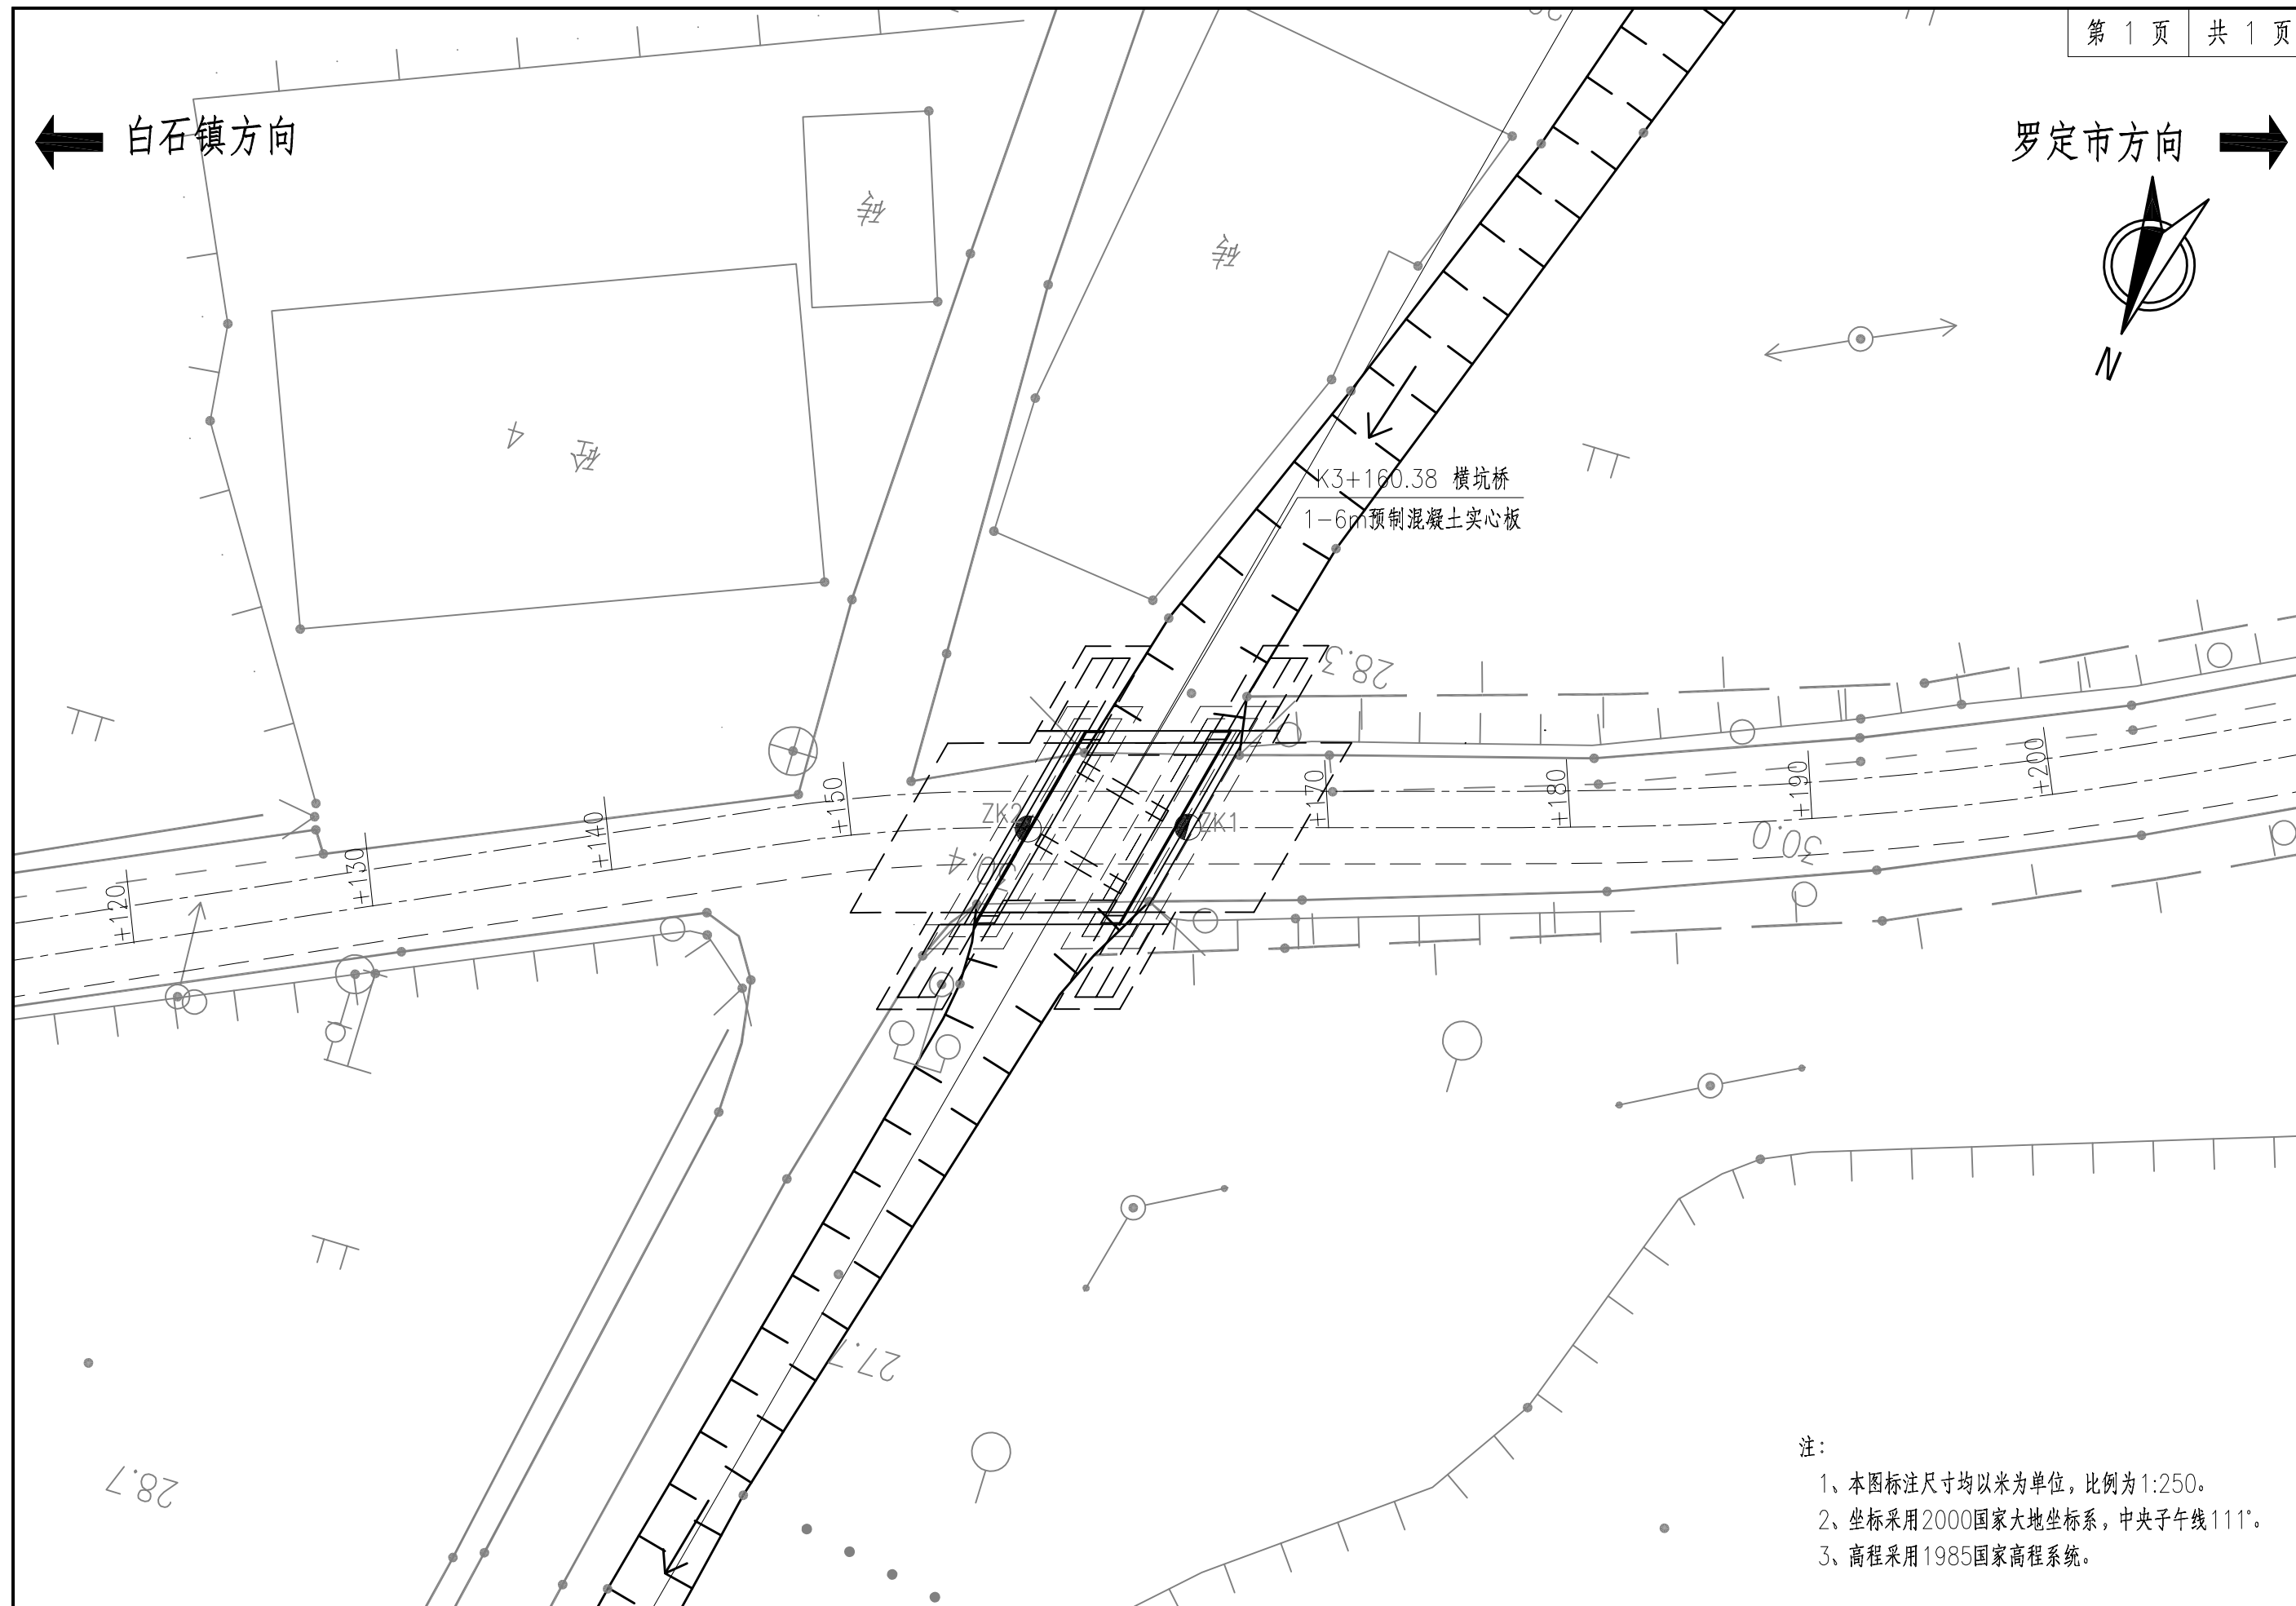 第 1 页 共 1 页
白石镇方向
罗定市方向
砖
砖
N
4 砼
K3+160.38 横坑桥
1-6m预制混凝土实心板
28.3
+200
+190
+180
+170
+150
+140
+130
+120
ZK2
ZK1
30.0
27.7
28.7
注：
1、本图标注尺寸均以米为单位，比例为1:250。
2、坐标采用2000国家大地坐标系，中央子午线111°。
3、高程采用1985国家高程系统。